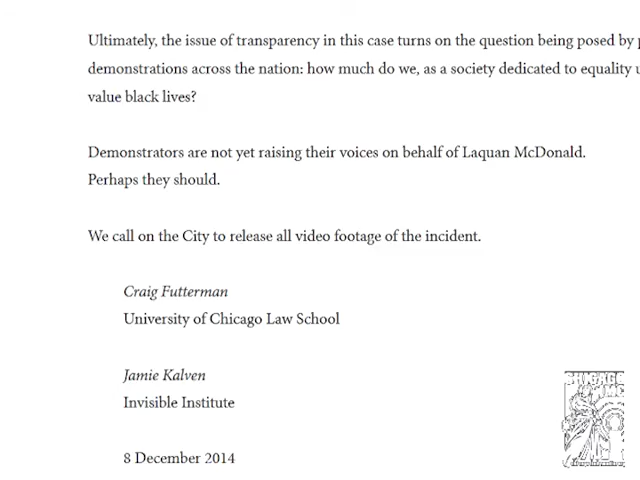 Ultimately, the issue of transparency in this case turns on the question being posed by
demonstrations across the nation: how much do we, as a society dedicated to equality
value black lives?
Demonstrators are not yet raising their voices on behalf of Laquan McDonald.
Perhaps they should.
We call on the City to release all video footage of the incident.
Craig Futterman
University of Chicago Law School
Jamie Kalven
Invisible Institute
8 December 2014
CHICAGO